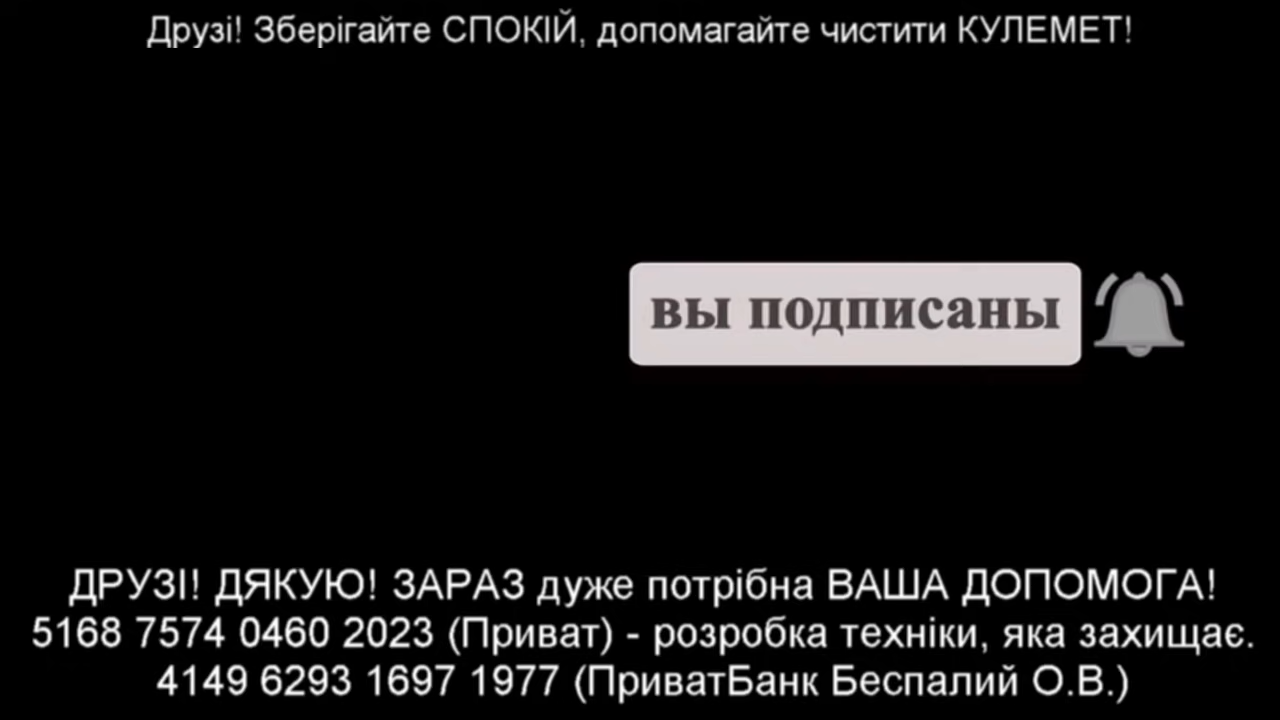 Друзі! Зберігайте СПОКІЙ, допомагайте чистити КУЛЕМЕТ!
вы подписаны
ДРУЗІ! ДЯКУЮ! ЗАРАЗ дуже потрібна ВАША ДОПОМОГА!
5168 7574 0460 2023 (Приват) - розробка техніки, яка захищає.
4149 6293 1697 1977 (ПриватБанк Беспалий О.В.)